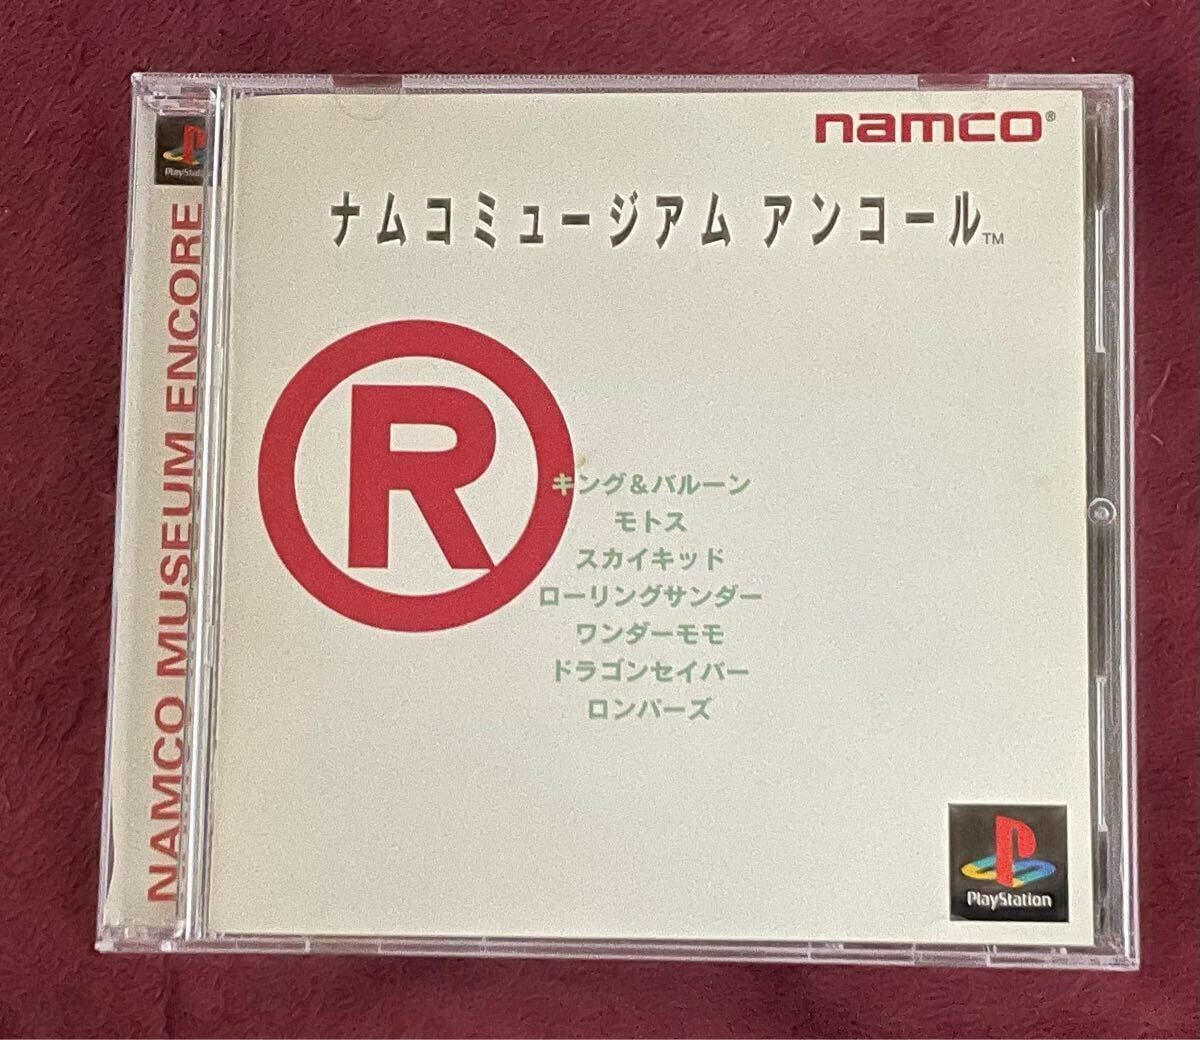 PlayStation
NAMCO MUSEUM ENCORE
namco®
ナムコミュージアム アンコール™
R
キング&バルーン
モトス
スカイキッド
ローリングサンダー
ワンダーモモ
ドラゴンセイバー
ロンパーズ
PlayStation